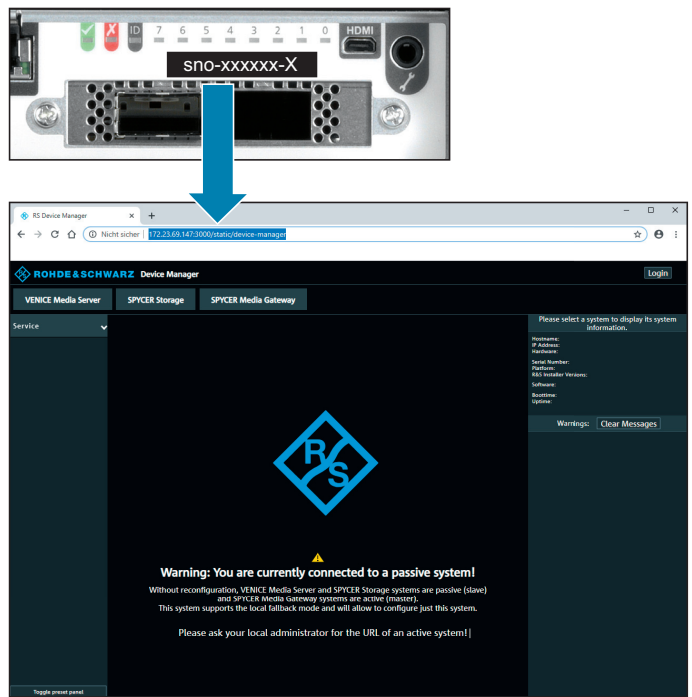 ID 7 6 5 4 3 2 1 0 HDMI
sno-xxxxxx-X
RS Device Manager
Nicht sicher | 172.23.69.147:3000/static/device-manager
ROHDE&SCHWARZ Device Manager Login
VENICE Media Server SPYCER Storage SPYCER Media Gateway
Service
Please select a system to display its system
information.
Hostname:
IP Address:
Hardware:
Serial Number:
Platform:
R&S Installer Versions:
Software:
Boottime:
Uptime:
Warnings: Clear Messages
R
S
Warning: You are currently connected to a passive system!
Without reconfiguration, VENICE Media Server and SPYCER Storage systems are passive (slave)
and SPYCER Media Gateway systems are active (master).
This system supports the local fallback mode and will allow to configure just this system.
Please ask your local administrator for the URL of an active system!|
Toggle preset panel